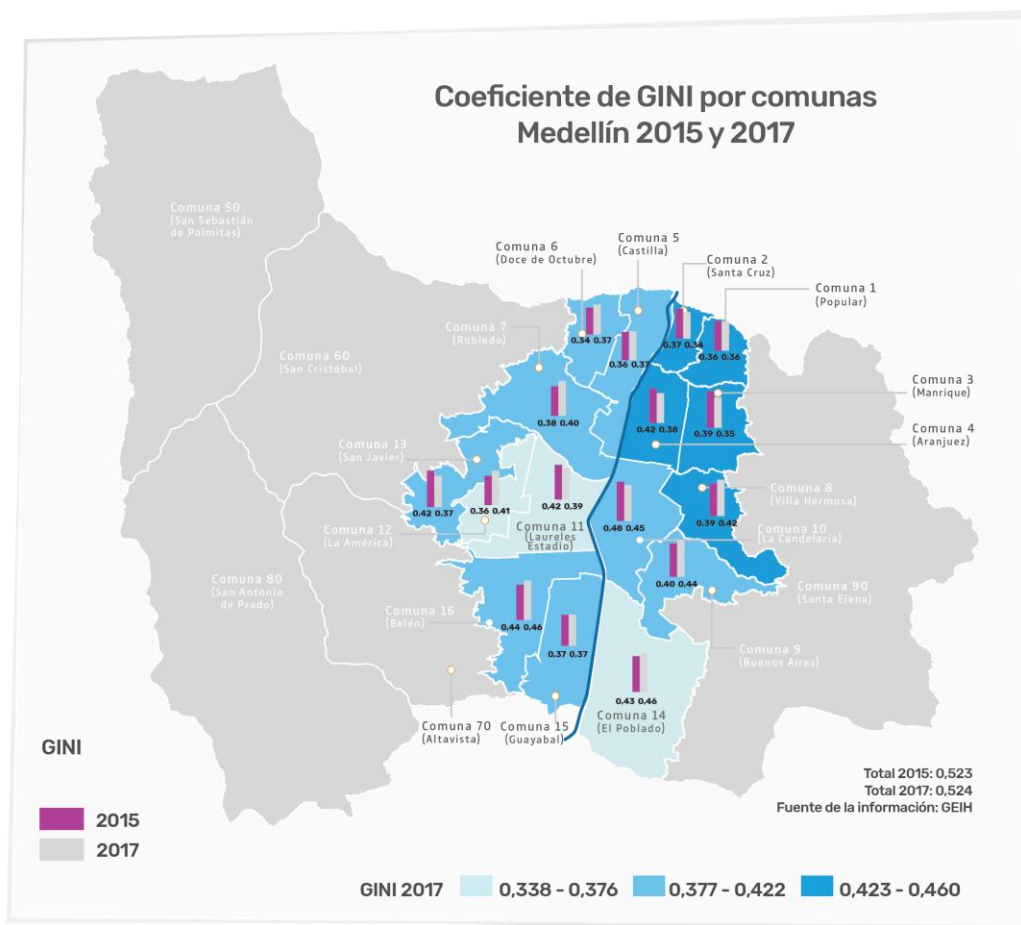 Coeficiente de GINI por comunas
Medellín 2015 y 2017
Comuna 50
(San Sebastián
de Palmitas)
Comuna 5
(Castilla)
Comuna 6
(Doce de Octubre)
Comuna 2
(Santa Cruz)
Comuna 1
(Popular)
Comuna 7
(Robledo)
0,34 0,37
0,36 0,37
0,37 0,34
0,36 0,36
Comuna 60
(San Cristóbal)
Comuna 3
(Manrique)
0,38 0,40
0,42 0,38
0,39 0,35
Comuna 4
(Aranjuez)
Comuna 13
(San Javier)
Comuna 8
(Villa Hermosa)
0,42 0,37
0,36 0,41
0,42 0,39
0,45
0,39 0,42
Comuna 12
(La América)
Comuna 11
(Laureles
Estadio)
Comuna 10
(La Candelaria)
Comuna 80
(San Antonio
de Prado)
0,40 0,44
Comuna 90
(Santa Elena)
Comuna 16
(Belén)
0,44 0,46
0,37 0,37
Comuna 9
(Buenos Aires)
0,43 0,46
Comuna 70
(Altavista)
Comuna 15
(Guayabal)
Comuna 14
(El Poblado)
GINI
2015
2017
Total 2015: 0,523
Total 2017: 0,524
Fuente de la información: GEIH
GINI 2017
0,338 - 0,376
0,377 - 0,422
0,423 - 0,460